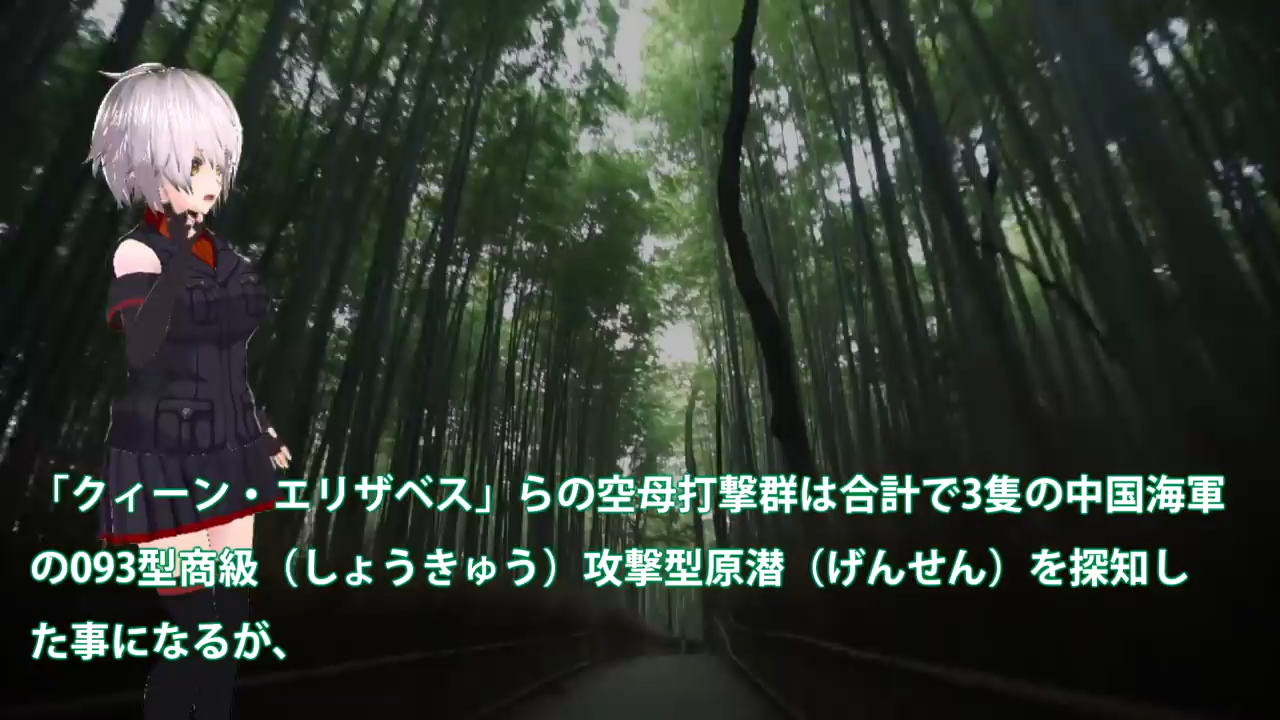 「クィーン・エリザベス」らの空母打撃群は合計で3隻の中国海軍
の093型商級（しょうきゅう）攻撃型原潜（げんせん）を探知し
た事になるが、